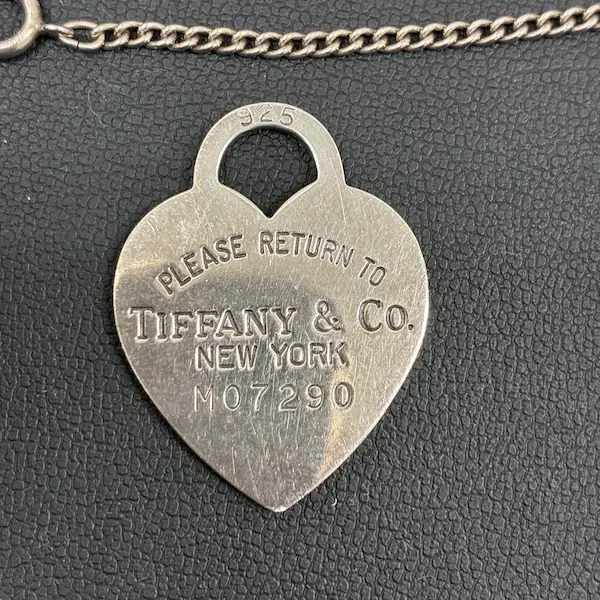 925
PLEASE RETURN TO
TIFFANY & CO.
NEW YORK
M07290